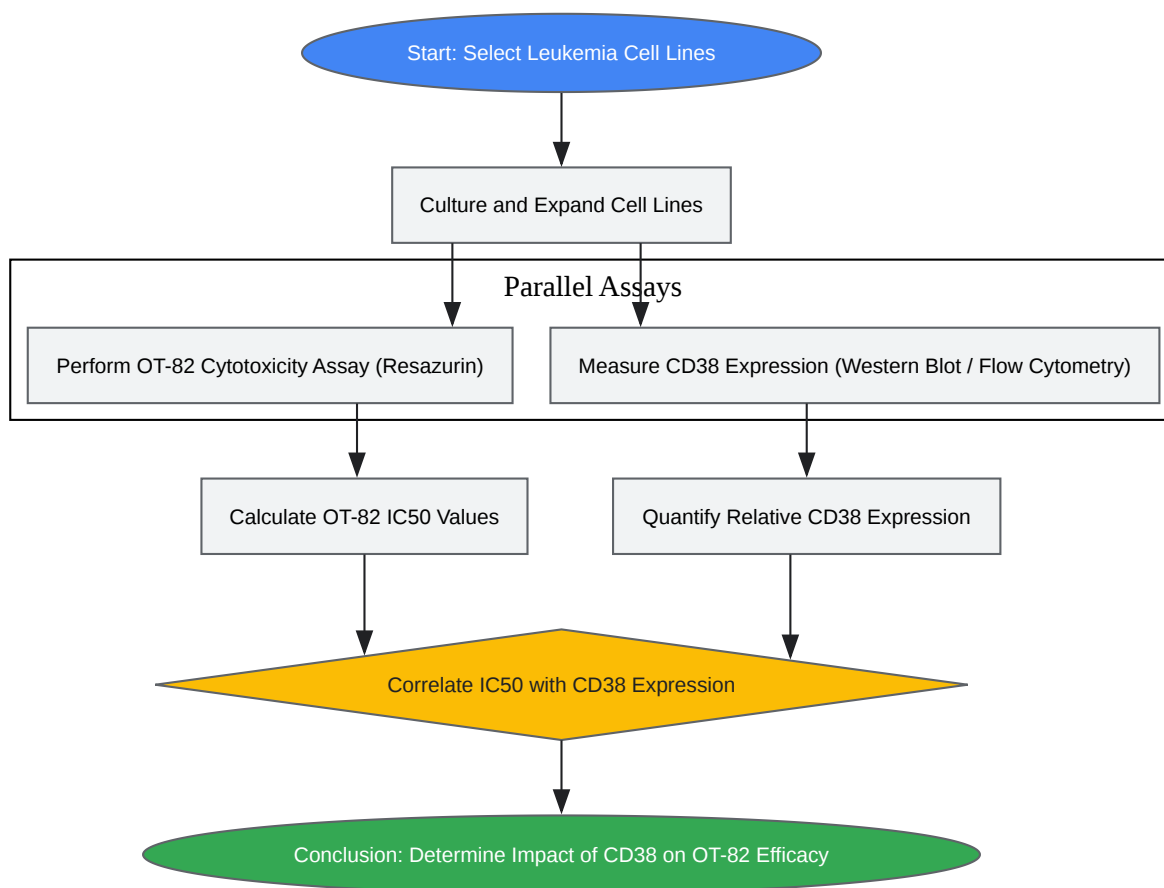 Start: Select Leukemia Cell Lines
Culture and Expand Cell Lines
Parallel Assays
Perform OT-82 Cytotoxicity Assay (Resazurin)
Measure CD38 Expression (Western Blot / Flow Cytometry)
Calculate OT-82 IC50 Values
Quantify Relative CD38 Expression
Correlate IC50 with CD38 Expression
Conclusion: Determine Impact of CD38 on OT-82 Efficacy